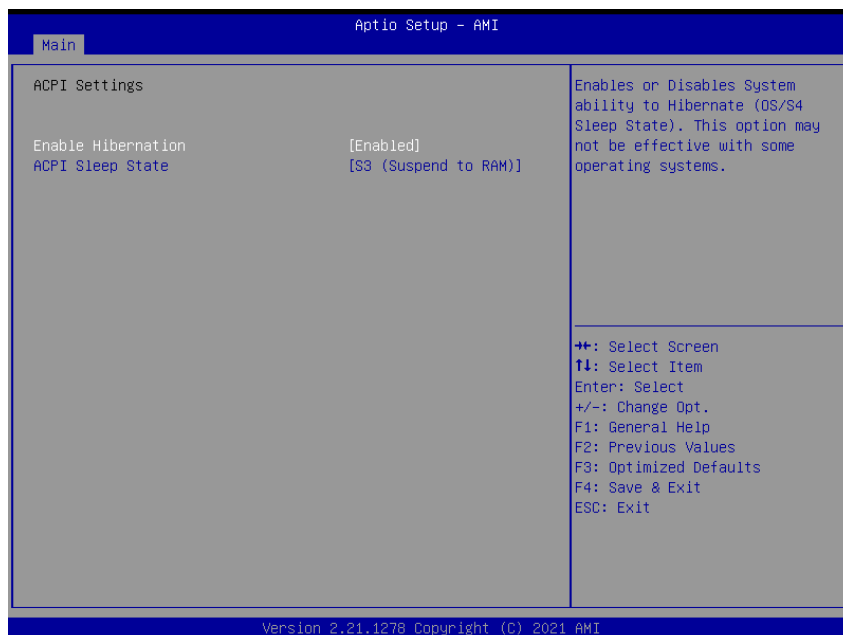 Aptio Setup – AMI
Main
ACPI Settings
Enable Hibernation [Enabled]
ACPI Sleep State [S3 (Suspend to RAM)]
Enables or Disables System
ability to Hibernate (OS/S4
Sleep State). This option may
not be effective with some
operating systems.
→←: Select Screen
↑↓: Select Item
Enter: Select
+/-: Change Opt.
F1: General Help
F2: Previous Values
F3: Optimized Defaults
F4: Save & Exit
ESC: Exit
Version 2.21.1278 Copyright (C) 2021 AMI